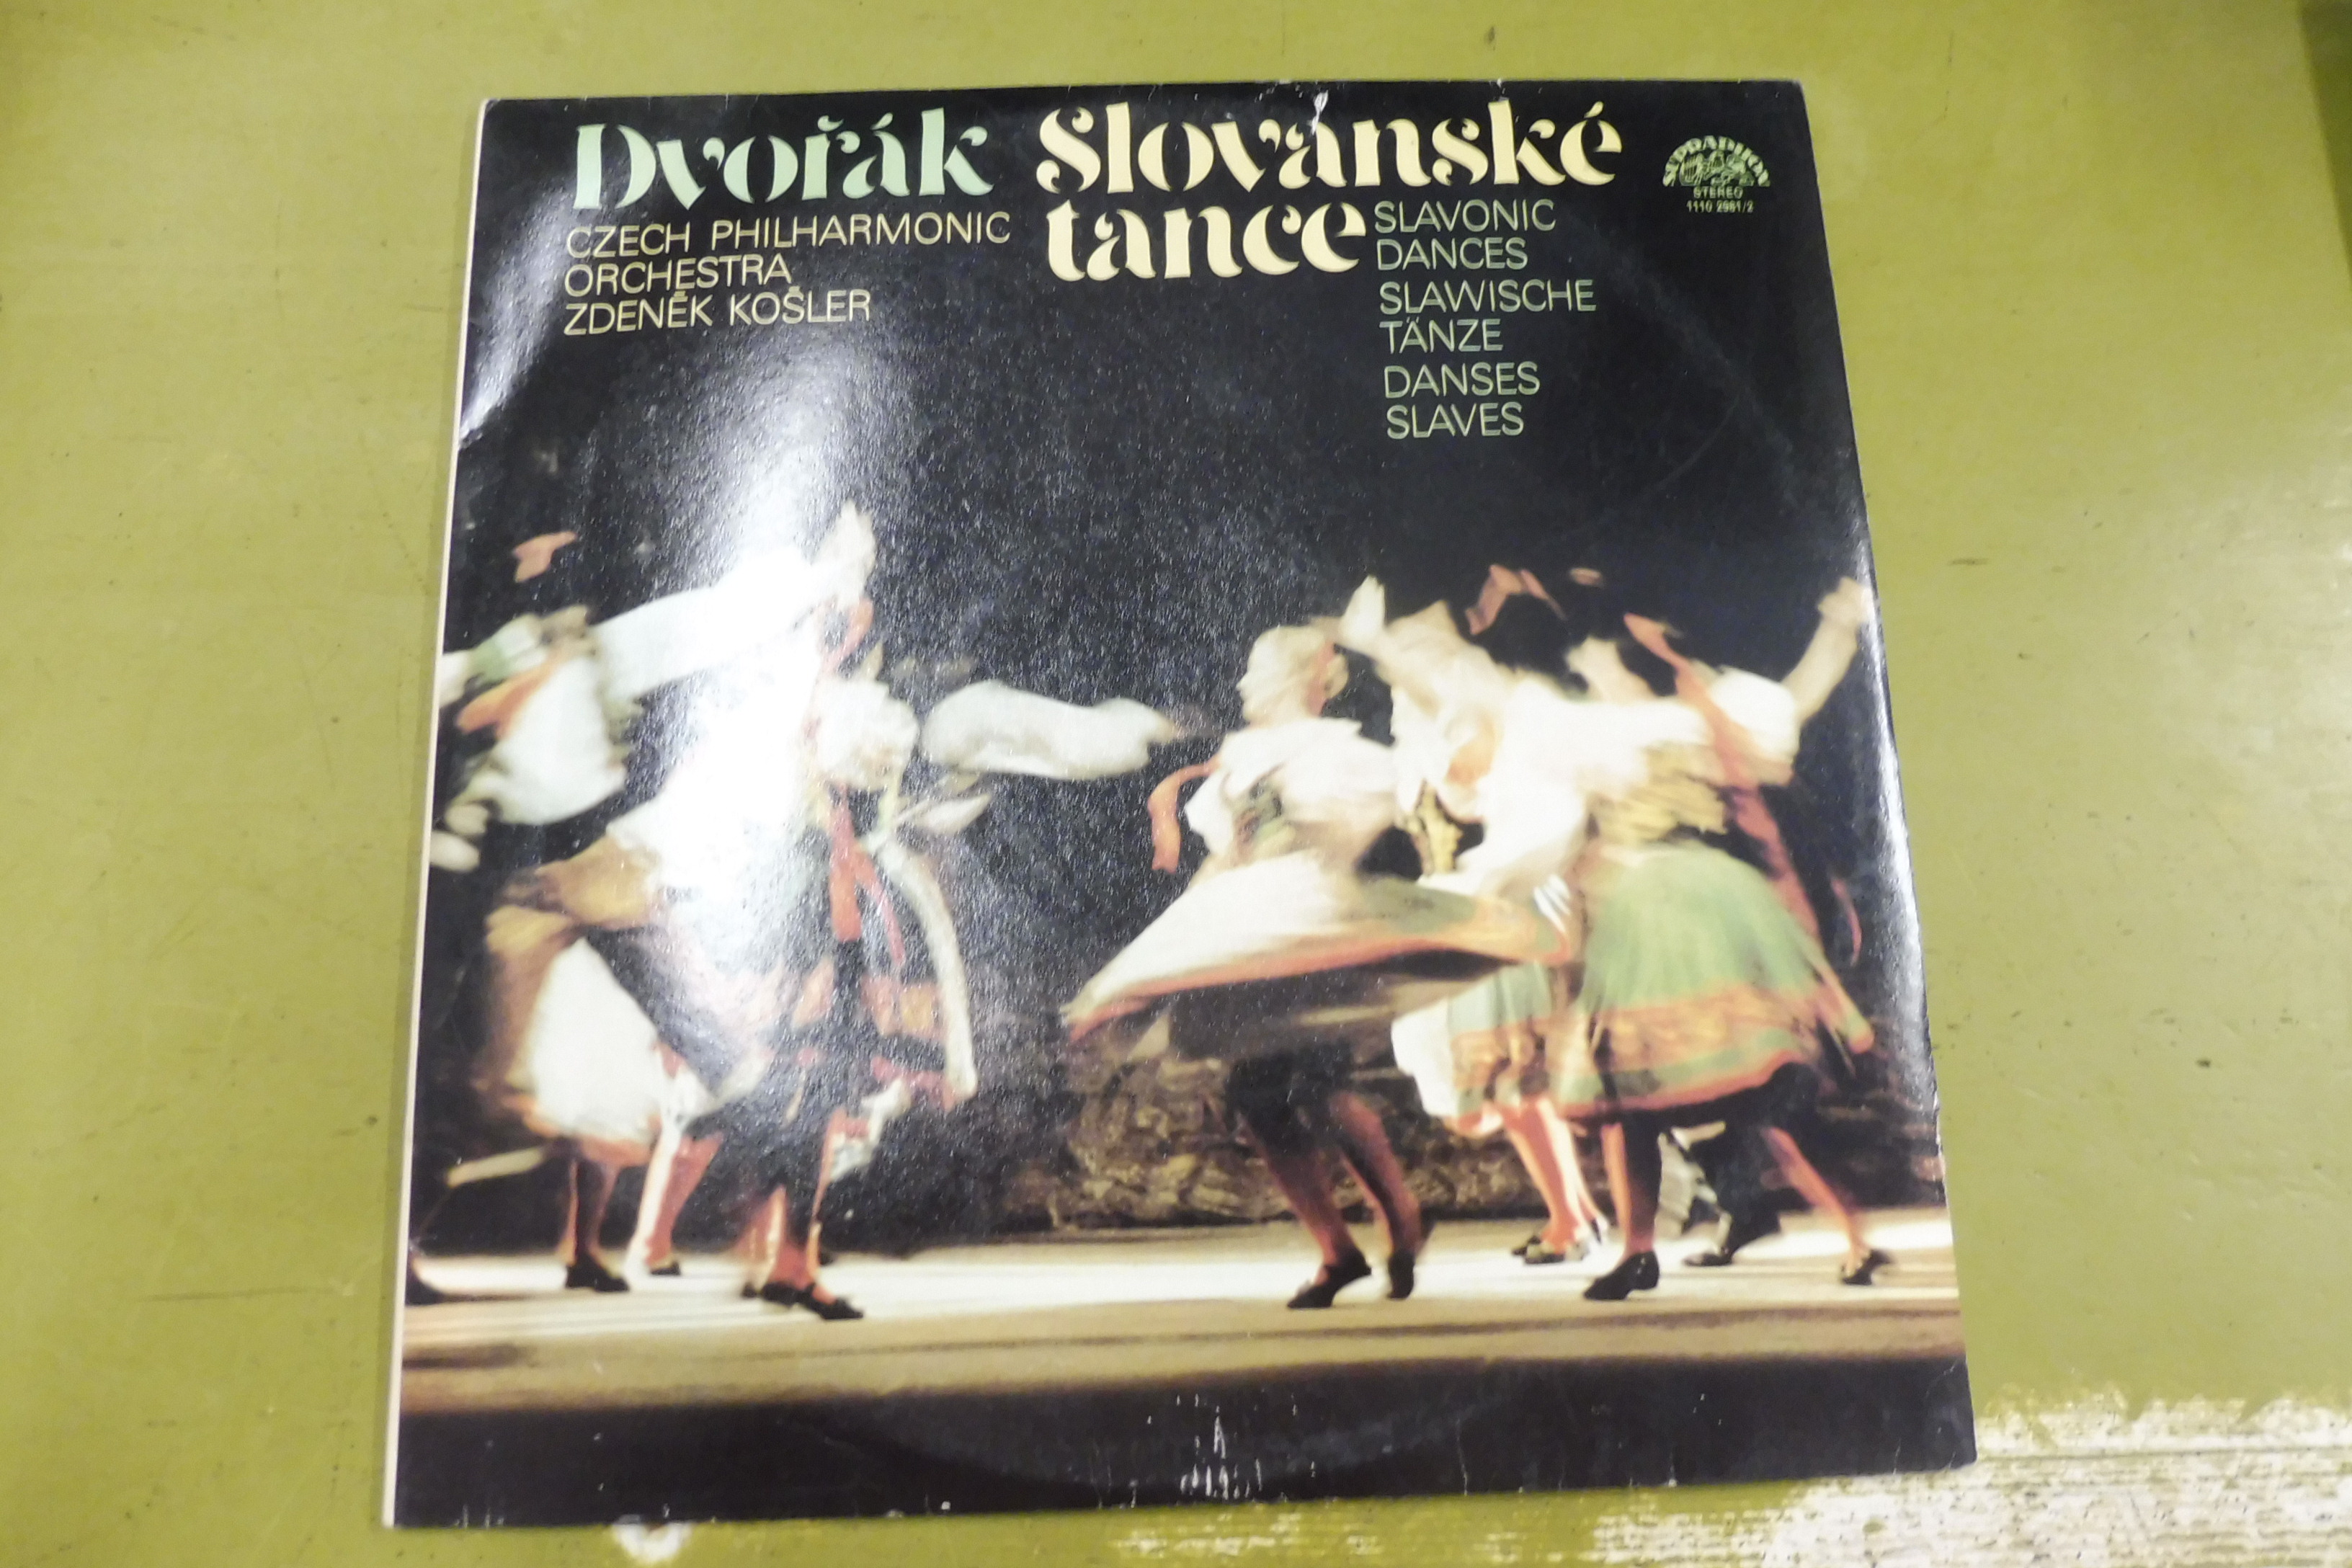 Dvořák
CZECH PHILHARMONIC
ORCHESTRA
ZDENĚK KOŠLER
Slovanské
tance
SLAVONIC
DANCES
SLAWISCHE
TÄNZE
DANSES
SLAVES
SUPRAPHON
STEREO
1110 2981/2